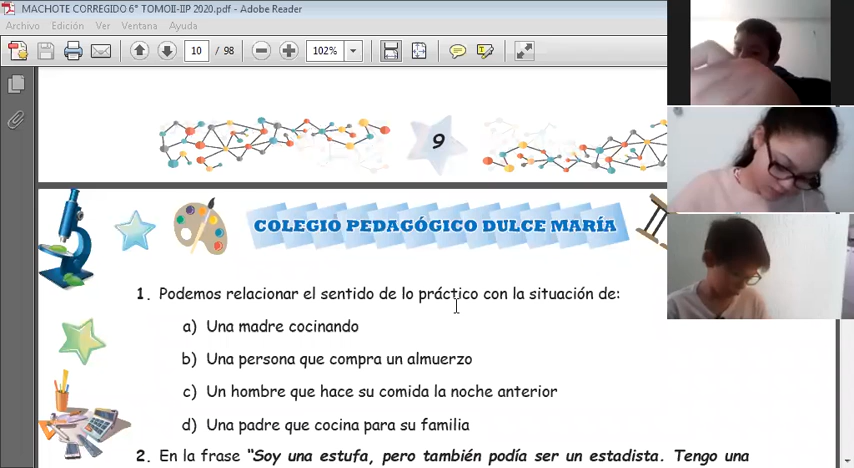 MACHOTE CORREGIDO 6° TOMOII-IIP 2020.pdf - Adobe Reader
Archivo Edición Ver Ventana Ayuda
10 / 98 102%
9
COLEGIO PEDAGÓGICO DULCE MARÍA
1. Podemos relacionar el sentido de lo práctico con la situación de:
a) Una madre cocinando
b) Una persona que compra un almuerzo
c) Un hombre que hace su comida la noche anterior
d) Una padre que cocina para su familia
2. En la frase "Soy una estufa, pero también podía ser un estadista. Tengo una